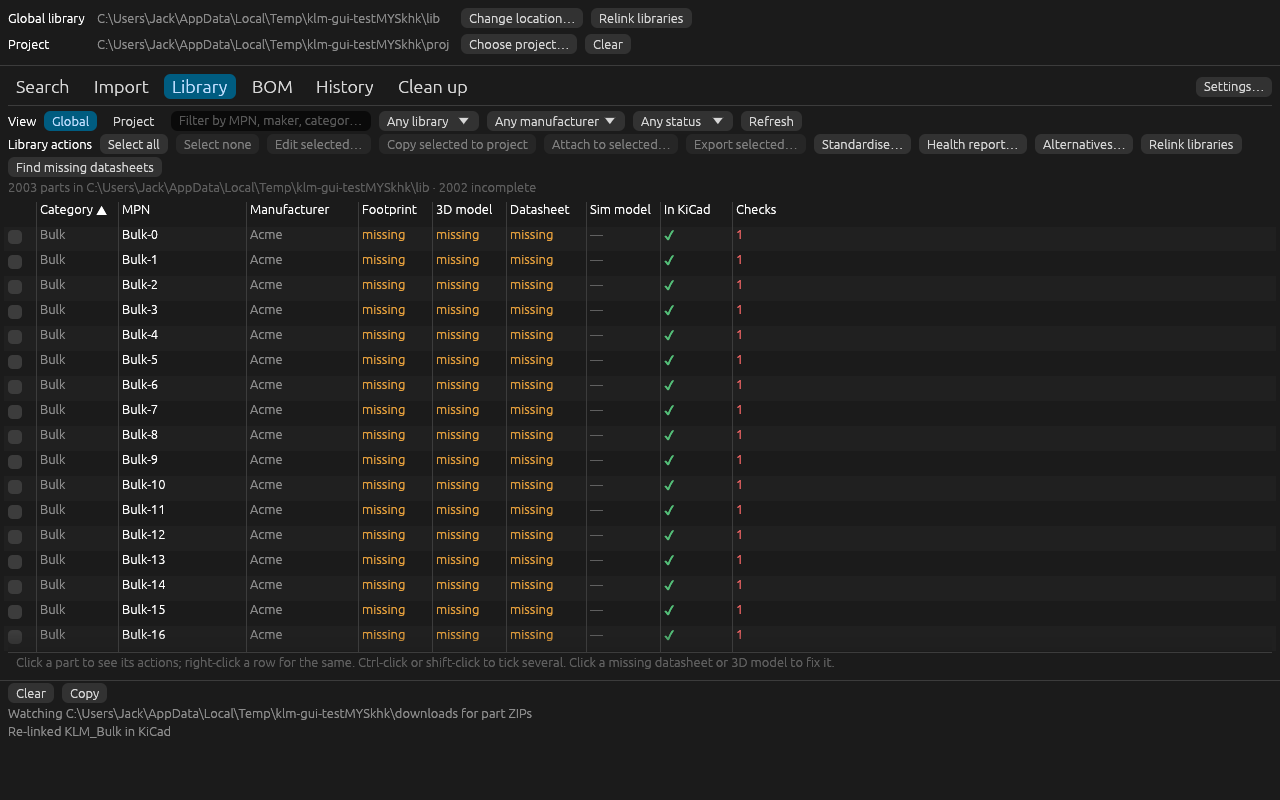 Global library C:\Users\Jack\AppData\Local\Temp\klm-gui-testMYSkhk\lib Change location… Relink libraries
Project C:\Users\Jack\AppData\Local\Temp\klm-gui-testMYSkhk\proj Choose project… Clear
Search Import Library BOM History Clean up Settings…
View Global Project Filter by MPN, maker, categor… Any library Any manufacturer Any status Refresh
Library actions Select all Select none Edit selected… Copy selected to project Attach to selected… Export selected… Standardise… Health report… Alternatives… Relink libraries
Find missing datasheets
2003 parts in C:\Users\Jack\AppData\Local\Temp\klm-gui-testMYSkhk\lib · 2002 incomplete
Category ▲ MPN Manufacturer Footprint 3D model Datasheet Sim model In KiCad Checks
Bulk Bulk-0 Acme missing missing missing — ✓ 1
Bulk Bulk-1 Acme missing missing missing — ✓ 1
Bulk Bulk-2 Acme missing missing missing — ✓ 1
Bulk Bulk-3 Acme missing missing missing — ✓ 1
Bulk Bulk-4 Acme missing missing missing — ✓ 1
Bulk Bulk-5 Acme missing missing missing — ✓ 1
Bulk Bulk-6 Acme missing missing missing — ✓ 1
Bulk Bulk-7 Acme missing missing missing — ✓ 1
Bulk Bulk-8 Acme missing missing missing — ✓ 1
Bulk Bulk-9 Acme missing missing missing — ✓ 1
Bulk Bulk-10 Acme missing missing missing — ✓ 1
Bulk Bulk-11 Acme missing missing missing — ✓ 1
Bulk Bulk-12 Acme missing missing missing — ✓ 1
Bulk Bulk-13 Acme missing missing missing — ✓ 1
Bulk Bulk-14 Acme missing missing missing — ✓ 1
Bulk Bulk-15 Acme missing missing missing — ✓ 1
Bulk Bulk-16 Acme missing missing missing — ✓ 1
Click a part to see its actions; right-click a row for the same. Ctrl-click or shift-click to tick several. Click a missing datasheet or 3D model to fix it.
Clear Copy
Watching C:\Users\Jack\AppData\Local\Temp\klm-gui-testMYSkhk\downloads for part ZIPs
Re-linked KLM_Bulk in KiCad